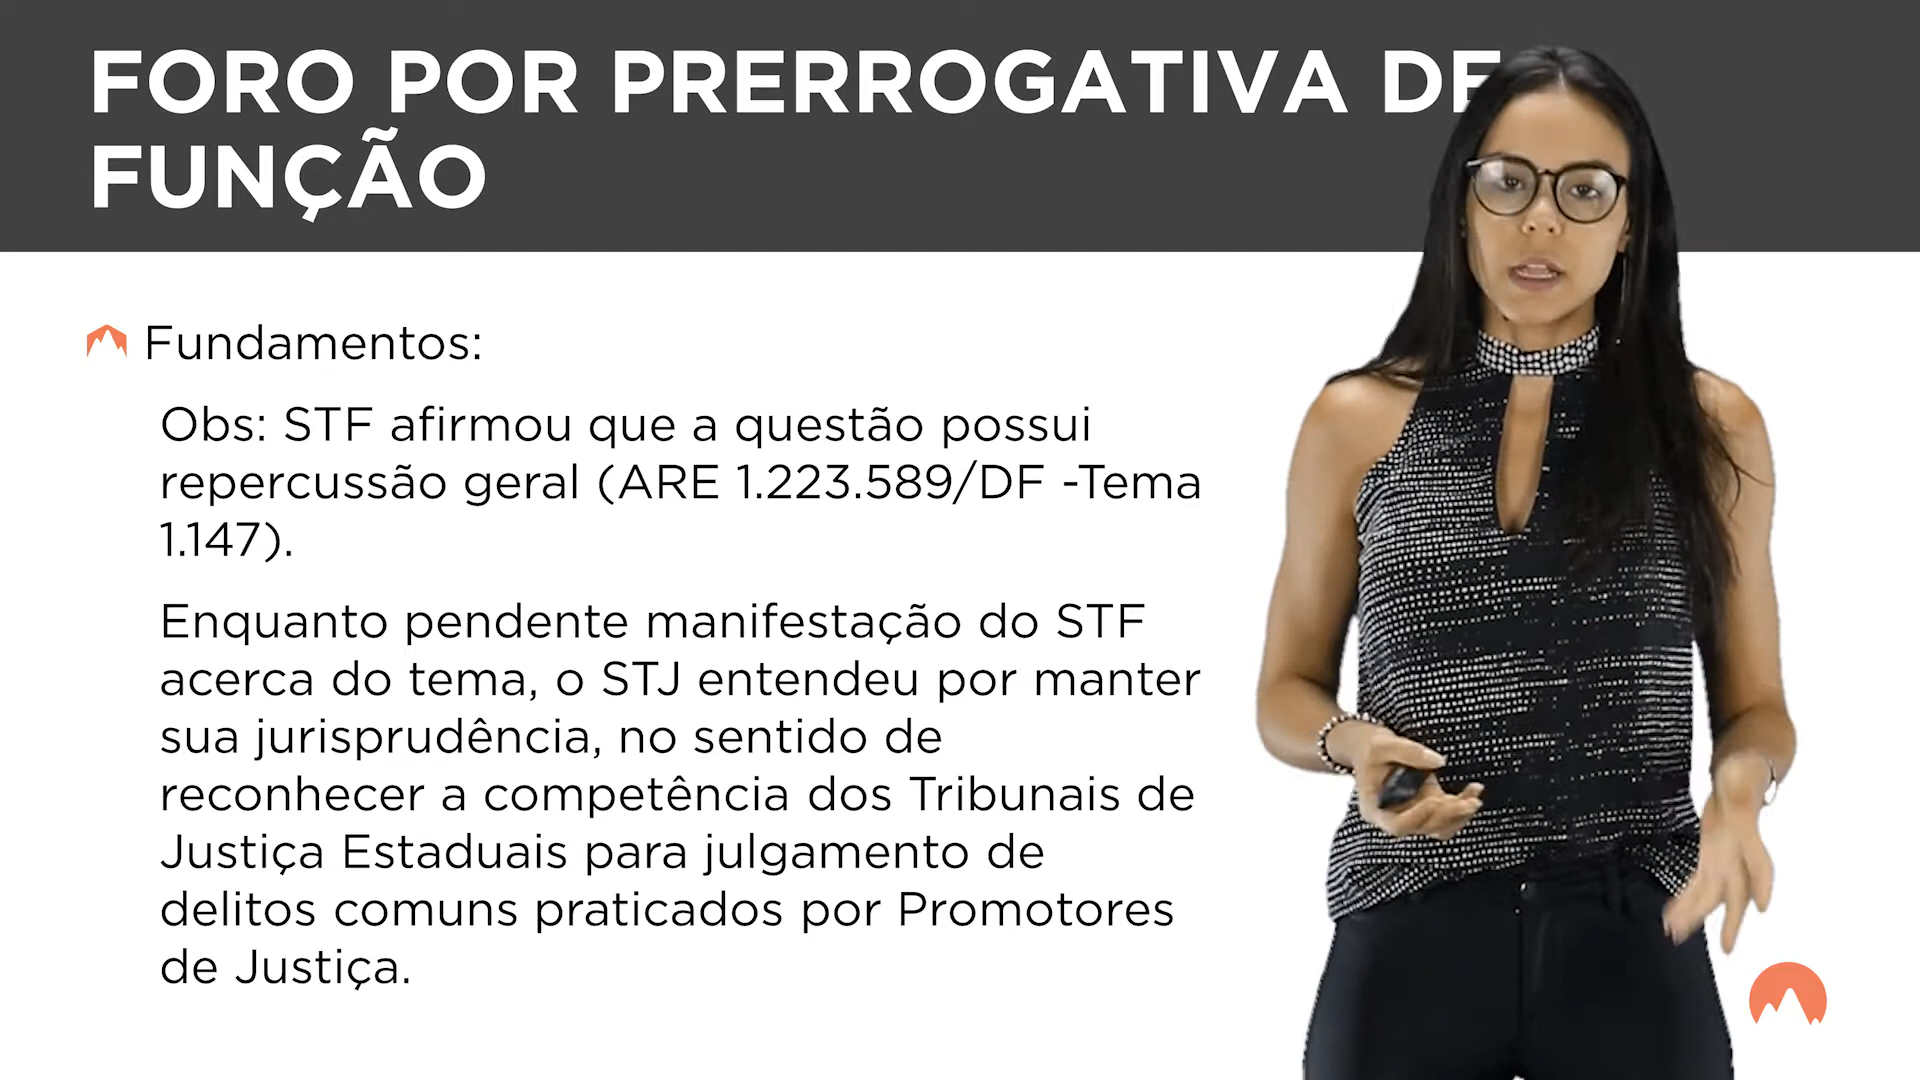 FORO POR PRERROGATIVA DE
FUNÇÃO
Fundamentos:
Obs: STF afirmou que a questão possui
repercussão geral (ARE 1.223.589/DF -Tema
1.147).
Enquanto pendente manifestação do STF
acerca do tema, o STJ entendeu por manter
sua jurisprudência, no sentido de
reconhecer a competência dos Tribunais de
Justiça Estaduais para julgamento de
delitos comuns praticados por Promotores
de Justiça.